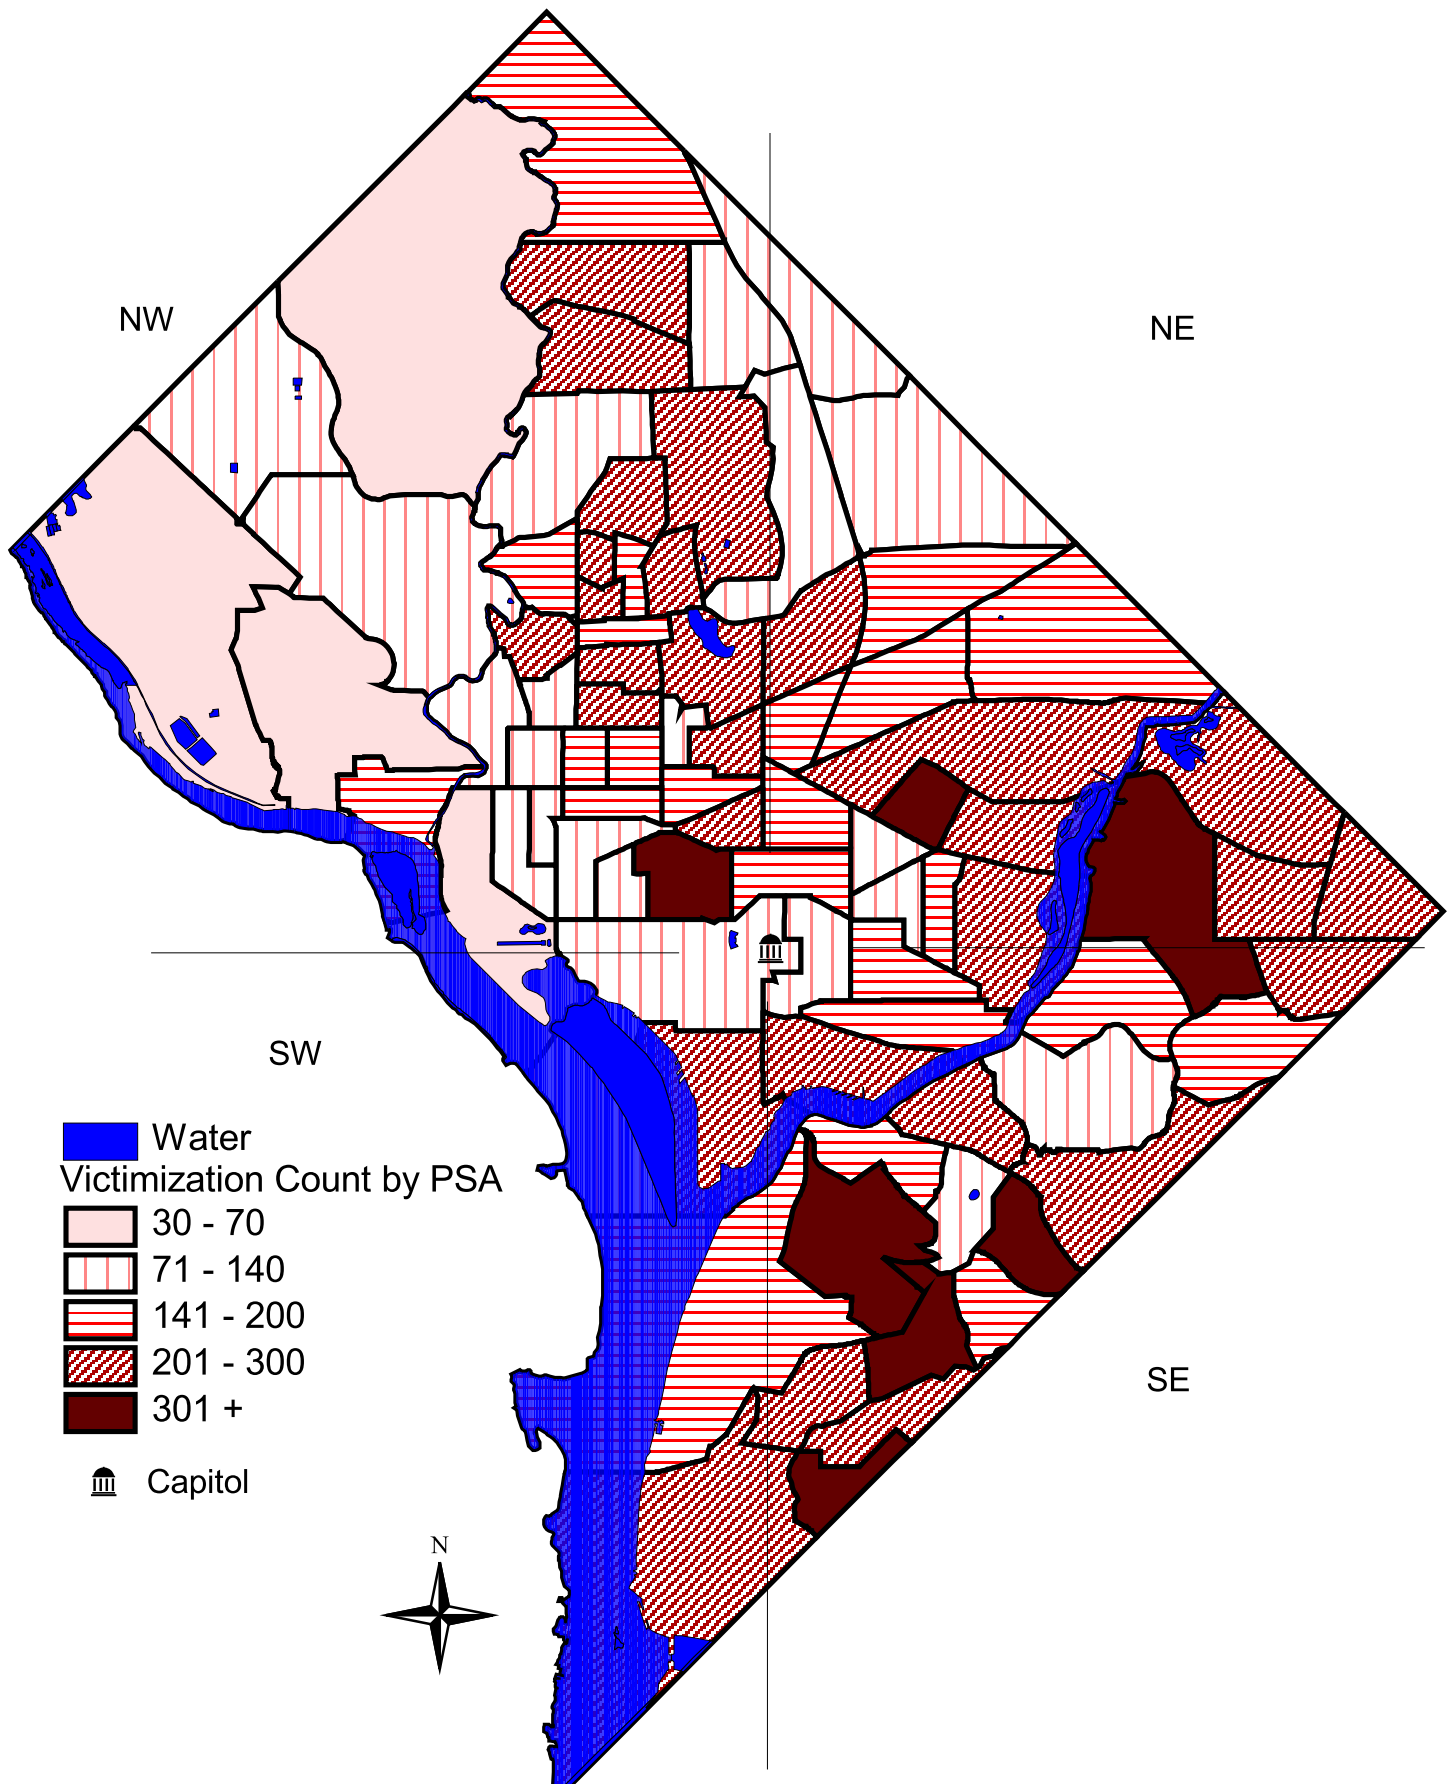 NW
NE
SW
Water
Victimization Count by PSA
30 - 70
71 - 140
141 - 200
201 - 300
301 +
SE
Capitol
N